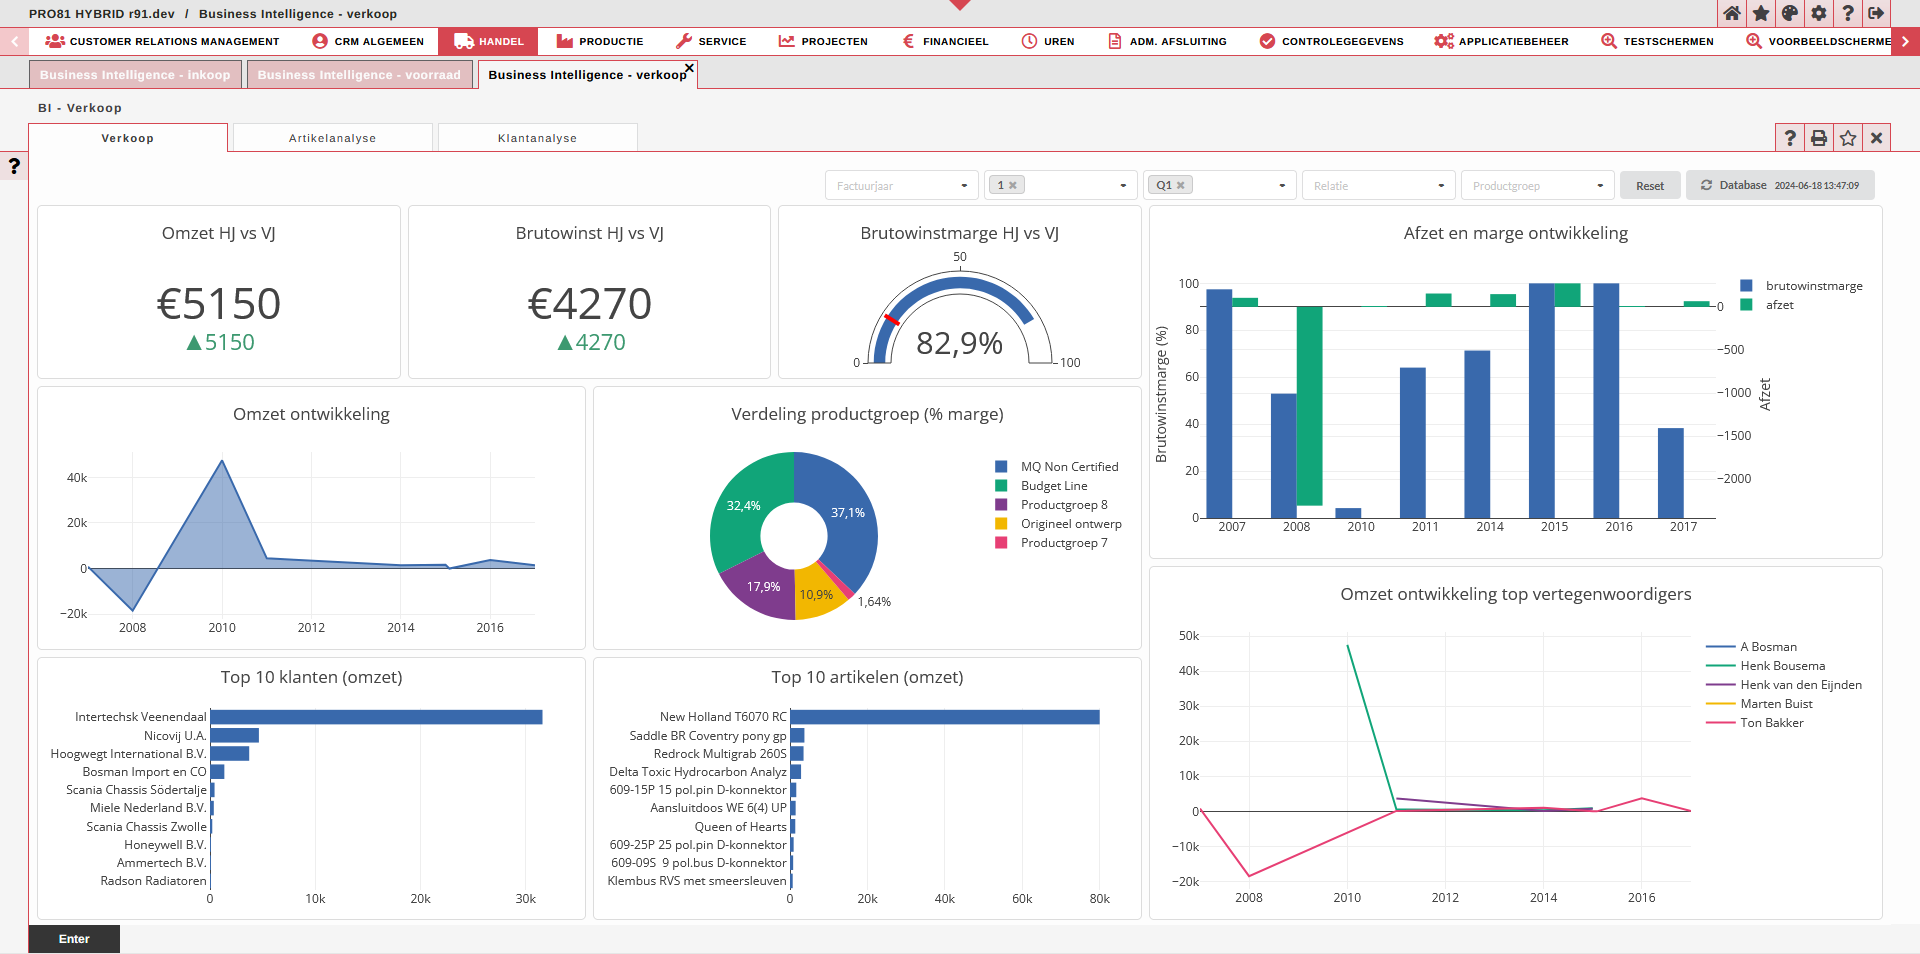 PRO81 HYBRID r91.dev / Business Intelligence - verkoop
CUSTOMER RELATIONS MANAGEMENT CRM ALGEMEEN HANDEL PRODUCTIE SERVICE PROJECTEN FINANCIEEL UREN ADM. AFSLUITING CONTROLEGEGEVENS APPLICATIEBEHEER TESTSCHERMEN VOORBEELDSCHERME
Business Intelligence - inkoop Business Intelligence - voorraad Business Intelligence - verkoop
BI - Verkoop
Verkoop Artikelanalyse Klantanalyse
?
Factuurjaar 1 Q1 Relatie Productgroep Reset Database 2024-06-18 13:47:09
Omzet HJ vs VJ
€5150
▲5150
Brutowinst HJ vs VJ
€4270
▲4270
Brutowinstmarge HJ vs VJ
50
82,9%
0 100
Afzet en marge ontwikkeling
brutowinstmarge
afzet
Brutowinstmarge (%)
100
80
60
40
20
0
0
−500
−1000
−1500
−2000
Afzet
2007 2008 2010 2011 2014 2015 2016 2017
Omzet ontwikkeling
40k
20k
0
−20k
2008 2010 2012 2014 2016
Verdeling productgroep (% marge)
32,4%
37,1%
17,9%
10,9%
1,64%
MQ Non Certified
Budget Line
Productgroep 8
Origineel ontwerp
Productgroep 7
Omzet ontwikkeling top vertegenwoordigers
50k
40k
30k
20k
10k
0
−10k
−20k
2008 2010 2012 2014 2016
A Bosman
Henk Bousema
Henk van den Eijnden
Marten Buist
Ton Bakker
Top 10 klanten (omzet)
Intertechsk Veenendaal
Nicovij U.A.
Hoogwegt International B.V.
Bosman Import en CO
Scania Chassis Södertalje
Miele Nederland B.V.
Scania Chassis Zwolle
Honeywell B.V.
Ammertech B.V.
Radson Radiatoren
0 10k 20k 30k
Top 10 artikelen (omzet)
New Holland T6070 RC
Saddle BR Coventry pony gp
Redrock Multigrab 260S
Delta Toxic Hydrocarbon Analyz
609-15P 15 pol.pin D-konnektor
Aansluitdoos WE 6(4) UP
Queen of Hearts
609-25P 25 pol.pin D-konnektor
609-09S 9 pol.bus D-konnektor
Klembus RVS met smeersleuven
0 20k 40k 60k 80k
Enter